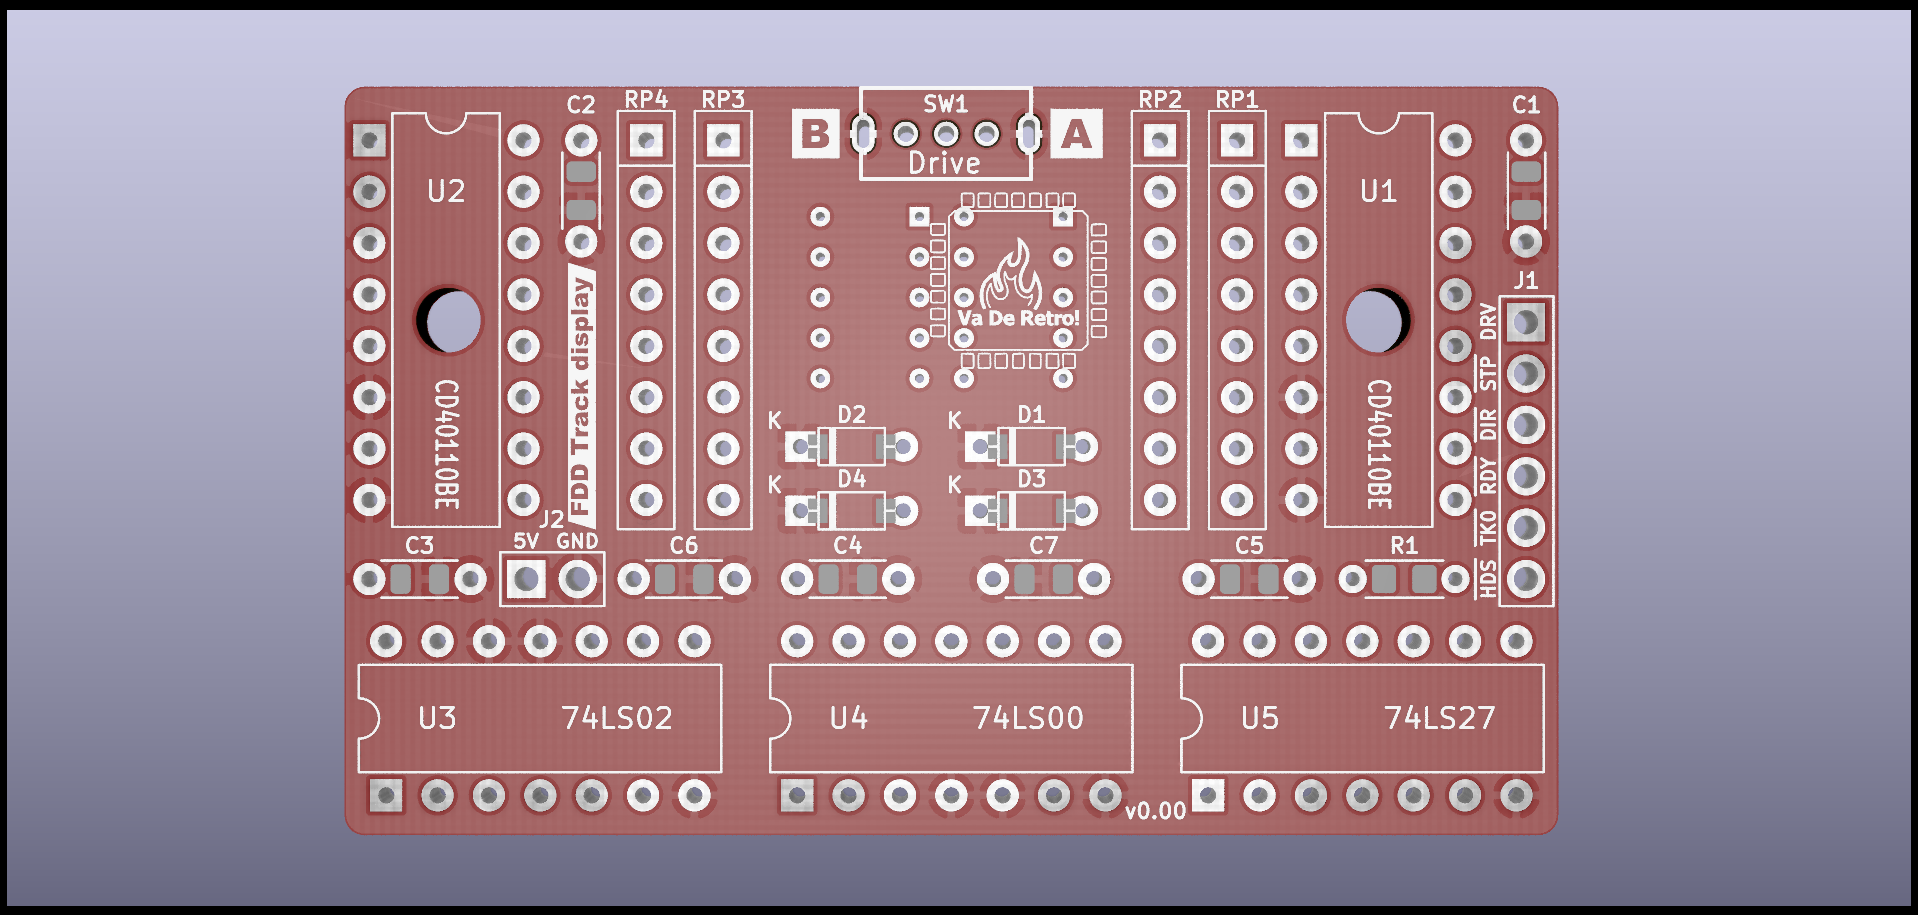 C2
RP4
RP3
SW1
B
A
Drive
RP2
RP1
C1
U2
U1
CD40110BE
CD40110BE
FDD Track display
Va De Retro!
J1
DRV
STP
DIR
RDY
TK0
HDS
K
D2
K
D1
K
D4
K
D3
J2
5V
GND
C3
C6
C4
C7
C5
R1
U3
74LS02
U4
74LS00
U5
74LS27
v0.00